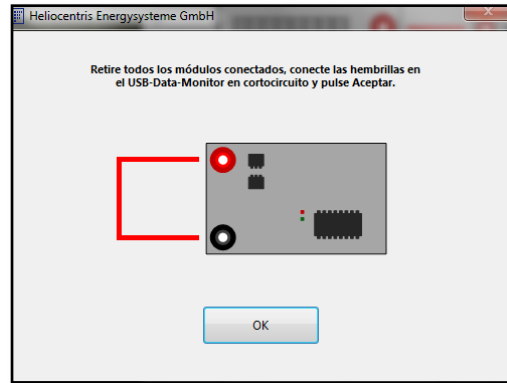 Heliocentris Energysysteme GmbH
Retire todos los módulos conectados, conecte las hembrillas en
el USB-Data-Monitor en cortocircuito y pulse Aceptar.
OK